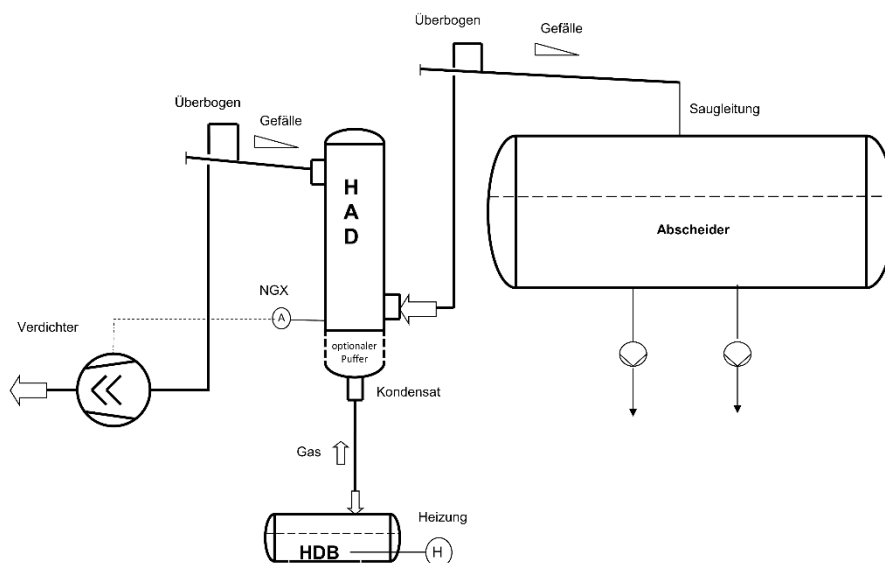 Überbogen
Gefälle
Saugleitung
Überbogen
Gefälle
H
A
D
Abscheider
NGX
A
Verdichter
optionaler
Puffer
Kondensat
Gas
Heizung
HDB
H